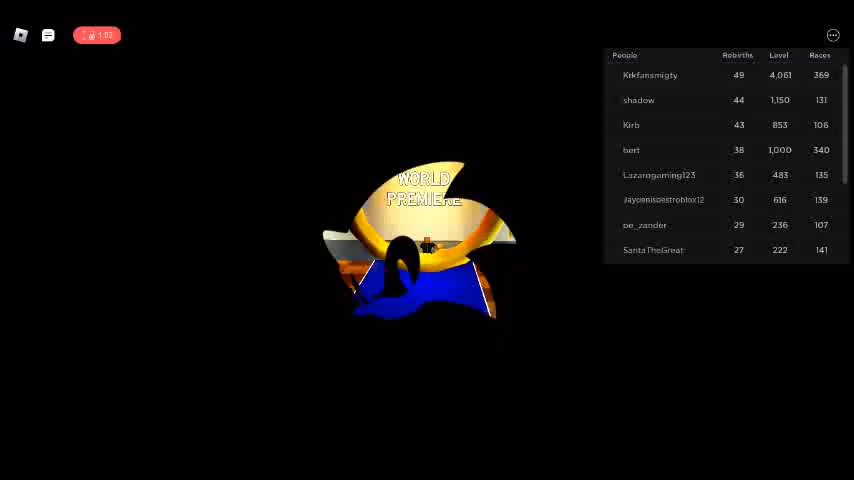 1:02
People Rebirths Level Races
Krkfansmigty 49 4,061 369
shadow 44 1,150 131
Kirb 43 853 106
bert 38 1,000 340
Lazarogaming123 36 483 135
Jaydenisbestroblox12 30 616 139
pe_zander 29 236 107
SantaTheGreat 27 222 141
WORLD
PREMIERE